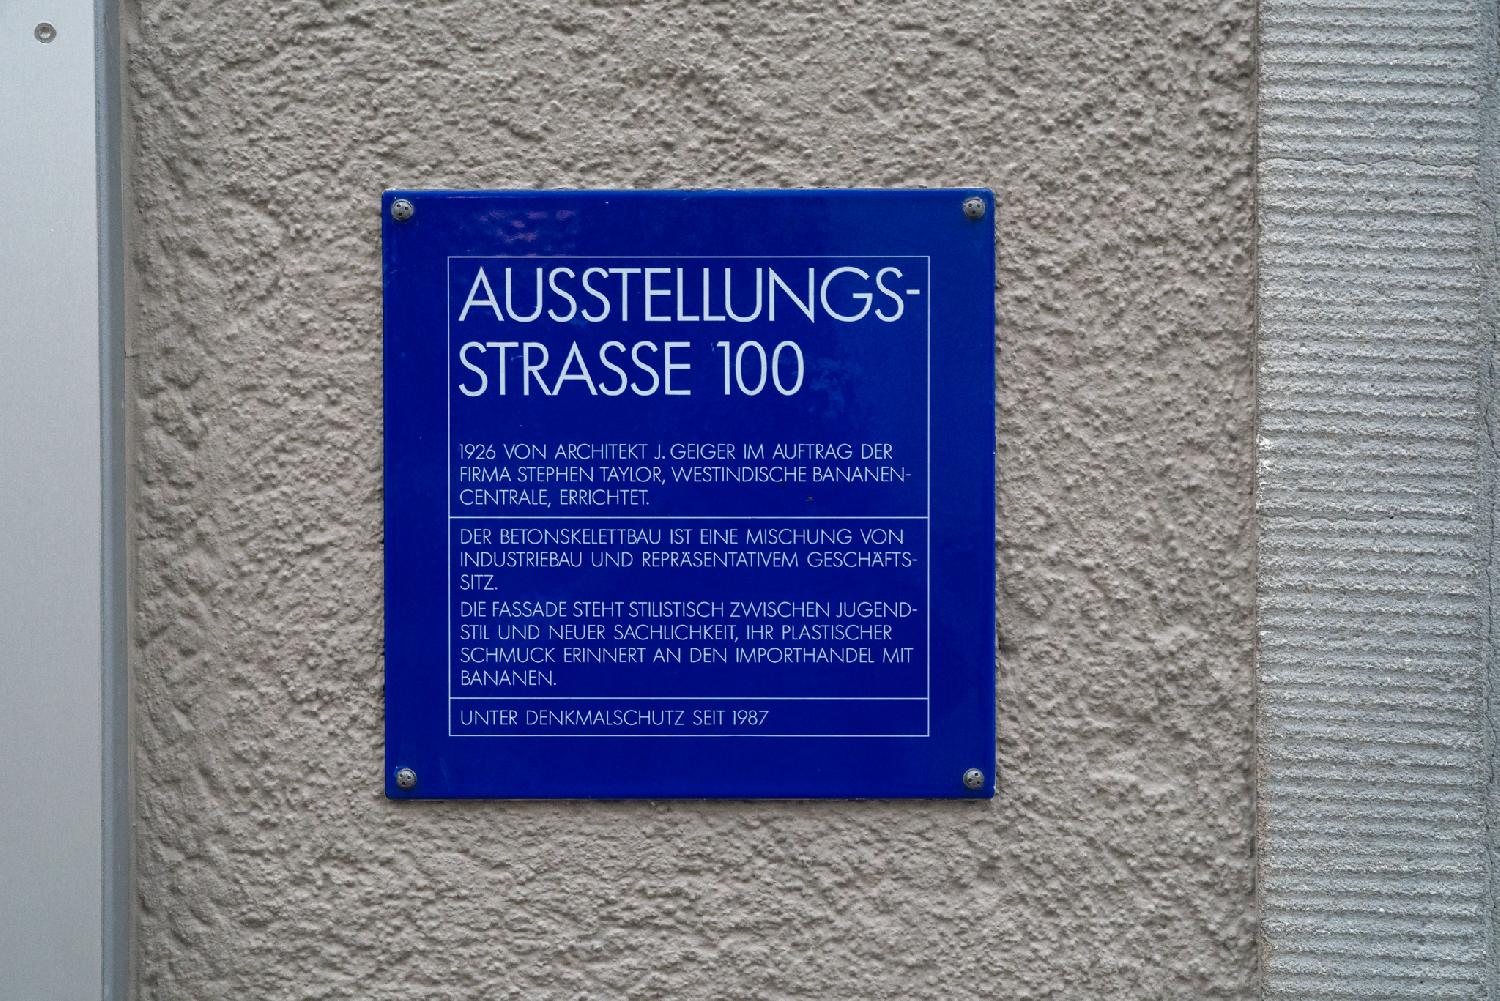 AUSSTELLUNGS-
STRASSE 100
1926 VON ARCHITEKT J. GEIGER IM AUFTRAG DER
FIRMA STEPHEN TAYLOR, WESTINDISCHE BANANEN-
CENTRALE, ERRICHTET.
DER BETONSKELETTBAU IST EINE MISCHUNG VON
INDUSTRIEBAU UND REPRÄSENTATIVEM GESCHÄFTS-
SITZ.
DIE FASSADE STEHT STILISTISCH ZWISCHEN JUGEND-
STIL UND NEUER SACHLICHKEIT, IHR PLASTISCHER
SCHMUCK ERINNERT AN DEN IMPORTHANDEL MIT
BANANEN.
UNTER DENKMALSCHUTZ SEIT 1987